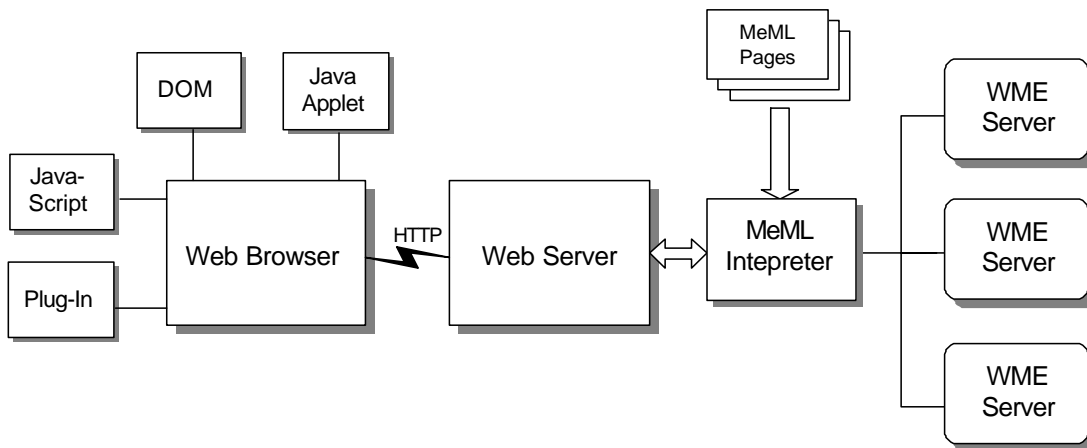 MeML
Pages
DOM
Java
Applet
WME
Server
Java-
Script
Web Browser
HTTP
Web Server
MeML
Intepreter
WME
Server
Plug-In
WME
Server